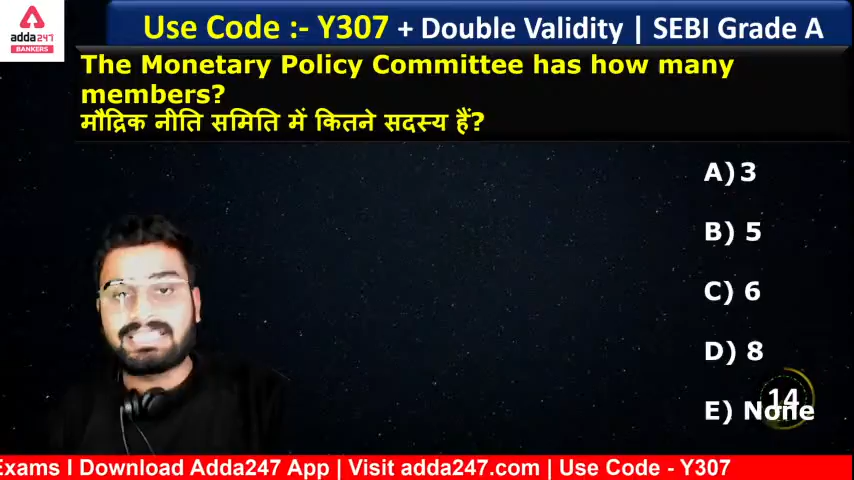 adda247
BANKERS
Use Code :- Y307 + Double Validity | SEBI Grade A
The Monetary Policy Committee has how many
members?
मौद्रिक नीति समिति में कितने सदस्य हैं?
A) 3
B) 5
C) 6
D) 8
14
E) None
Exams I Download Adda247 App | Visit adda247.com | Use Code - Y307